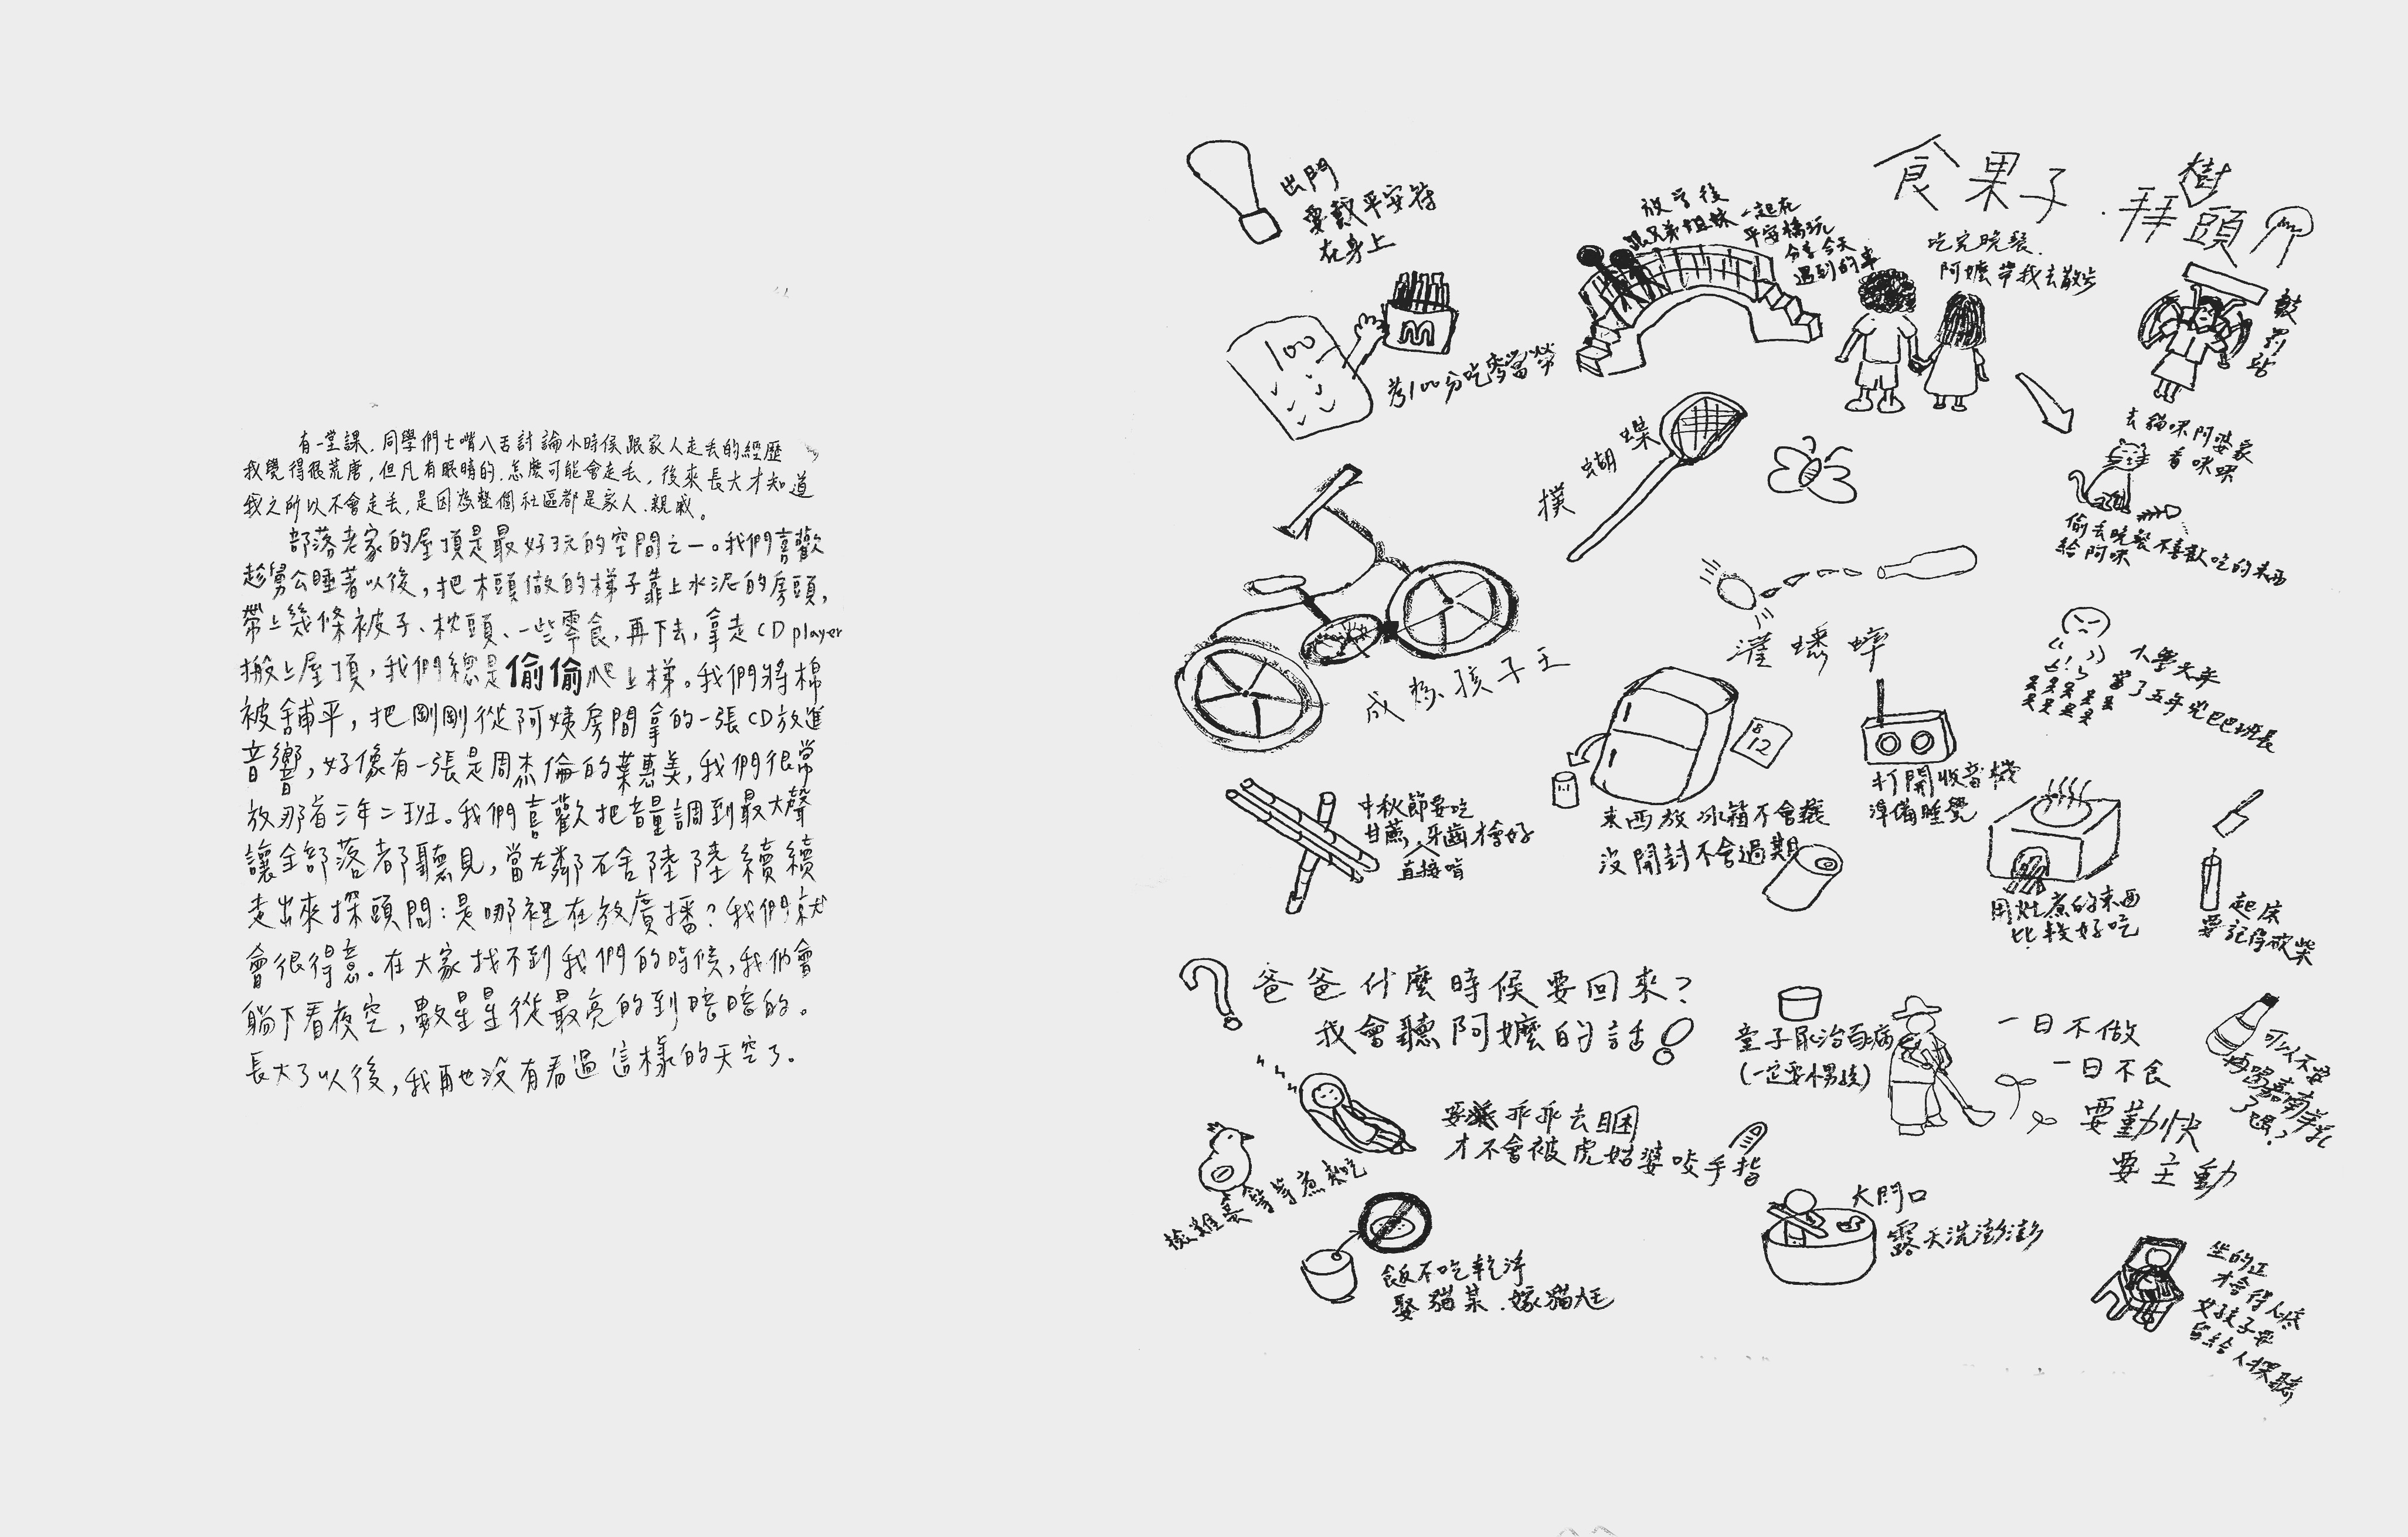 有一堂課，同學們七嘴八舌討論小時候跟家人走丟的經歷
我覺得很荒唐，但凡有眼睛的，怎麼可能會走丟，後來長大才知道
我之所以不會走丟，是因為整個社區都是家人、親戚。
部落老家的屋頂是最好玩的空間之一。我們喜歡
趁舅公睡著以後，把木頭做的梯子靠上水泥的房頭，
帶上幾條被子、枕頭、一些零食，再下去，拿走CD player
搬上屋頂，我們總是偷偷爬上梯。我們將棉
被舖平，把剛剛從阿姨房間拿的一張CD放進
音響，好像有一張是周杰倫的葉惠美，我們很常
放那首三年二班。我們喜歡把音量調到最大聲
讓全部落都聽見，當左鄰右舍陸陸續續
走出來探頭問：是哪裡在放廣播？我們就
會很得意。在大家找不到我們的時候，我們會
躺下看夜空，數星星從最亮的到暗暗的。
長大了以後，我再也沒有看過這樣的天空了。
食果子．拜樹頭
出門
要戴平安符
在身上
放學後
跟兄弟姐妹一起在
平安橋玩
分享今天
遇到的事
吃完晚餐．
阿嬤帶我去散步
鼓
站
100
考100分吃麥當勞
去貓咪阿婆家
看咪咪
偷丟晚餐不喜歡吃的東西
給阿咪
撲蝴蝶
灌蟋蟀
成為孩子王
小學六年
當了五年兇巴巴班長
8
12
東西放冰箱不會壞
沒開封不會過期
打開收音機
準備睡覺
中秋節要吃
甘蔗，牙齒才會好
直接啃
用灶煮的東西
比較好吃
起床
要記得砍柴
爸爸什麼時候要回來？
我會聽阿嬤的話！
童子尿治百病
（一定要小男孩）
一日不做
一日不食
要勤快
要主動
可以不要
再喝嘉南羊乳
了嗎？
要乖乖去睏
才不會被虎姑婆咬手指
撿雞蛋等等煮來吃
飯不吃乾淨
娶貓某．嫁貓尪
大門口
露天洗澎澎
坐的正
才會得人疼
女孩子要